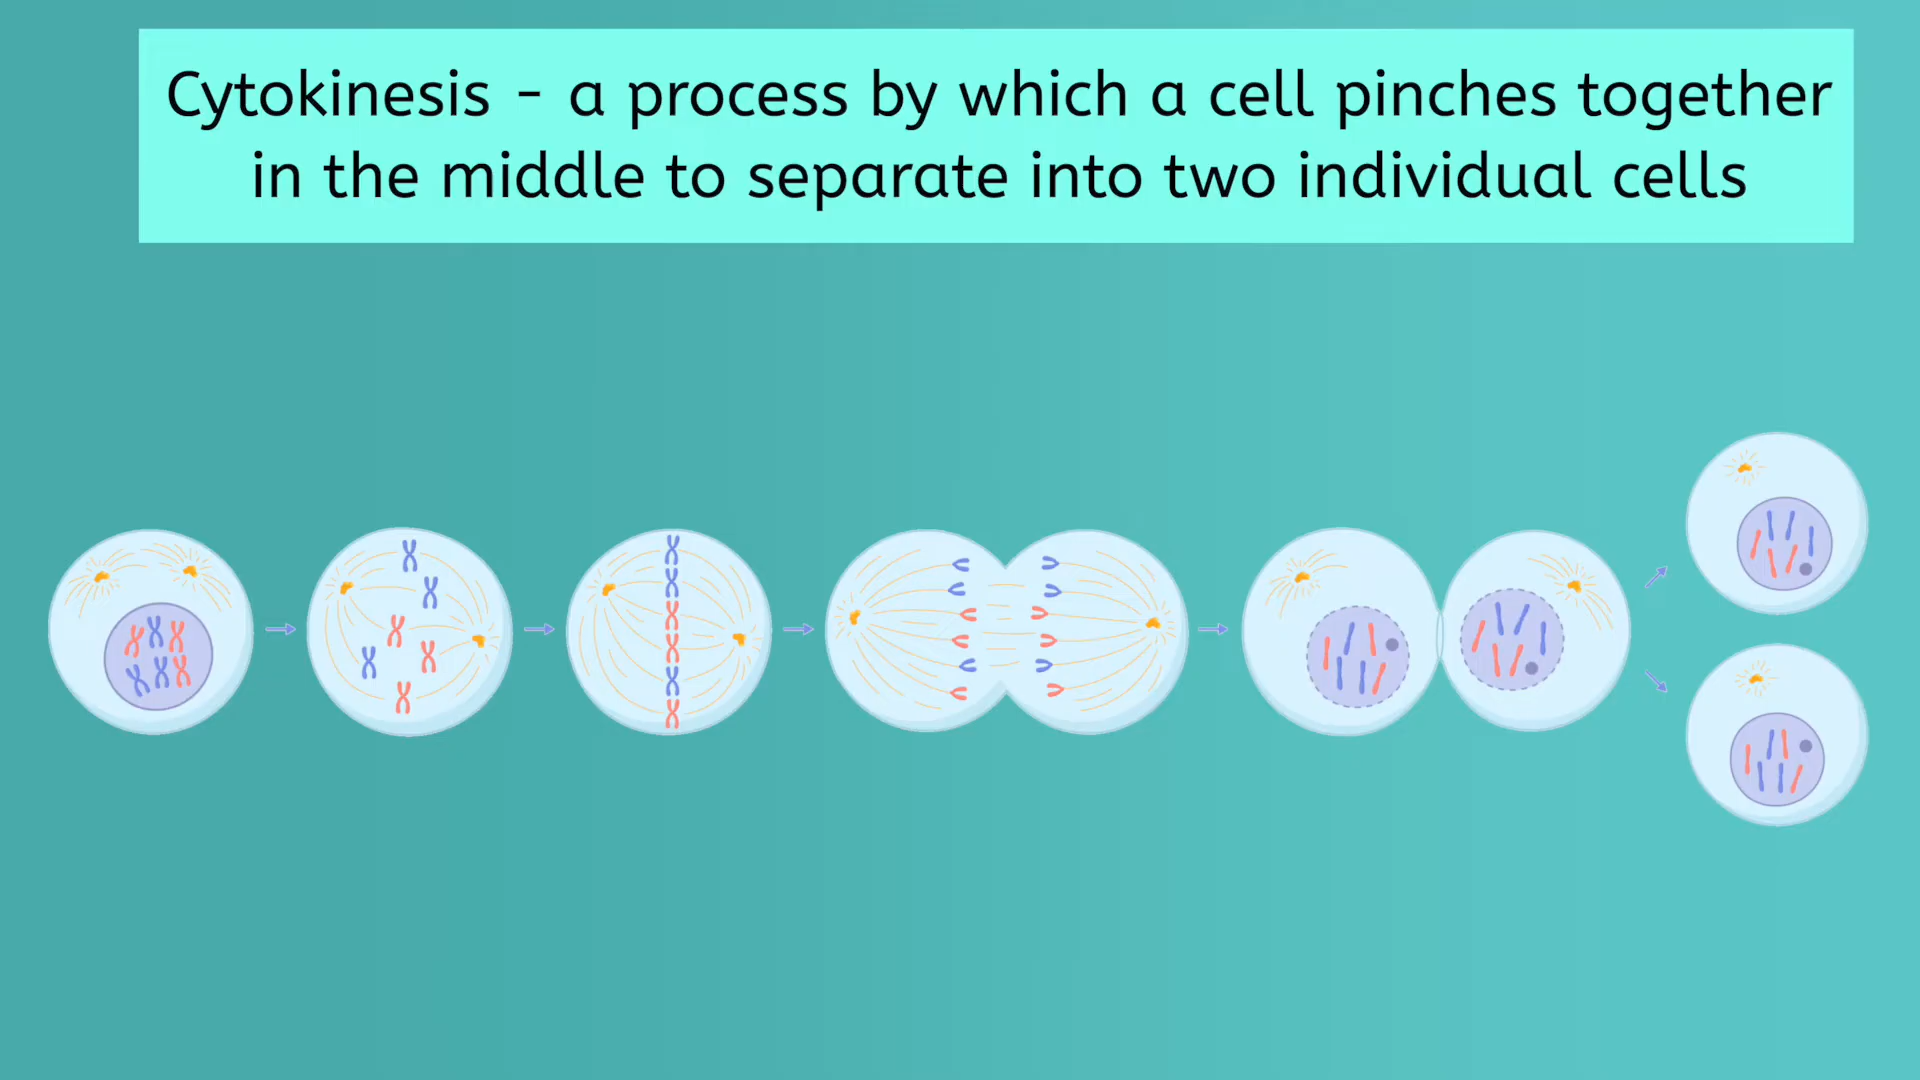 Cytokinesis - a process by which a cell pinches together
in the middle to separate into two individual cells